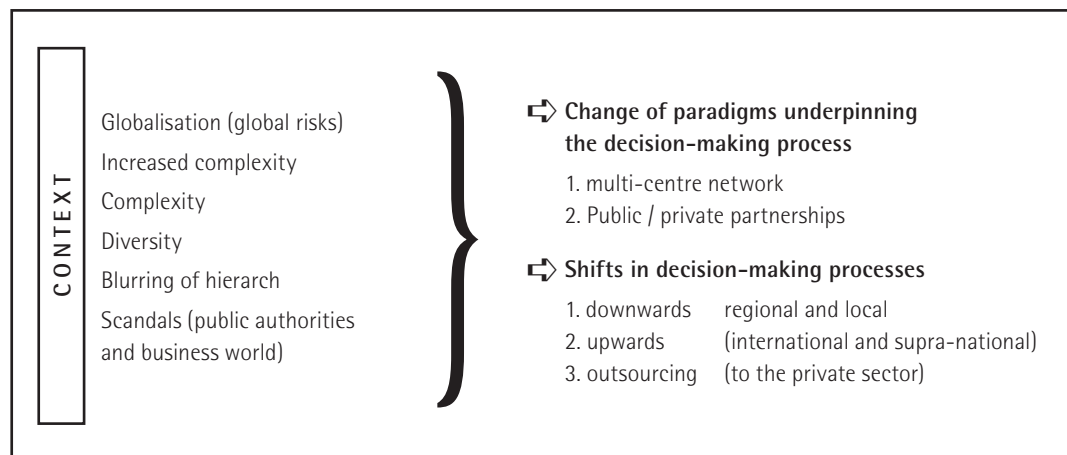 CONTEXT
Globalisation (global risks)
Increased complexity
Complexity
Diversity
Blurring of hierarch
Scandals (public authorities
and business world)
Change of paradigms underpinning
the decision-making process
1. multi-centre network
2. Public / private partnerships
Shifts in decision-making processes
1. downwards regional and local
2. upwards (international and supra-national)
3. outsourcing (to the private sector)